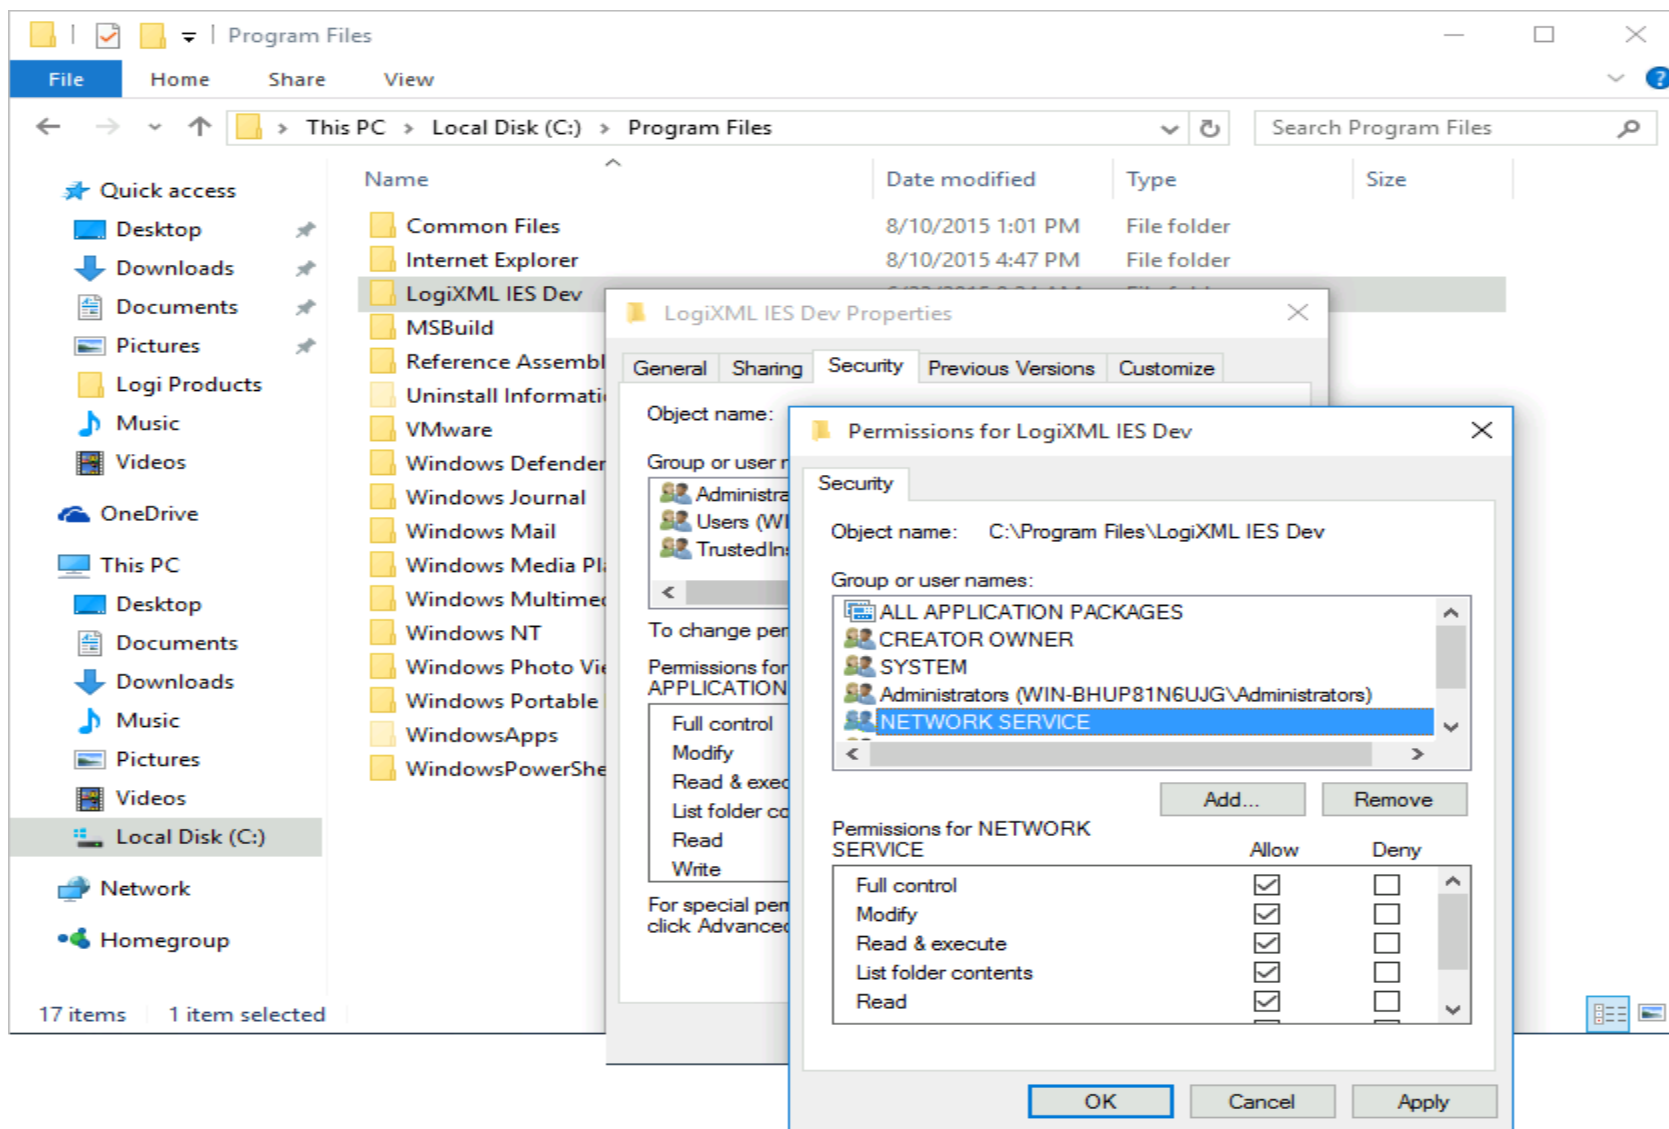 Program Files
File Home Share View
This PC > Local Disk (C:) > Program Files
Search Program Files
Quick access
Desktop
Downloads
Documents
Pictures
Logi Products
Music
Videos
OneDrive
This PC
Desktop
Documents
Downloads
Music
Pictures
Videos
Local Disk (C:)
Network
Homegroup
Name Date modified Type Size
Common Files 8/10/2015 1:01 PM File folder
Internet Explorer 8/10/2015 4:47 PM File folder
LogiXML IES Dev
MSBuild
Reference Assembl
Uninstall Informati
VMware
Windows Defender
Windows Journal
Windows Mail
Windows Media Pl
Windows Multime
Windows NT
Windows Photo Vi
Windows Portable
WindowsApps
WindowsPowerShe
17 items 1 item selected
LogiXML IES Dev Properties
General Sharing Security Previous Versions Customize
Object name:
Group or user n
Administra
Users (WI
TrustedIns
To change per
Permissions for
APPLICATION
Full control
Modify
Read & exec
List folder co
Read
Write
For special per
click Advanced
Permissions for LogiXML IES Dev
Security
Object name: C:\Program Files\LogiXML IES Dev
Group or user names:
ALL APPLICATION PACKAGES
CREATOR OWNER
SYSTEM
Administrators (WIN-BHUP81N6UJG\Administrators)
NETWORK SERVICE
Add... Remove
Permissions for NETWORK
SERVICE Allow Deny
Full control
Modify
Read & execute
List folder contents
Read
OK Cancel Apply